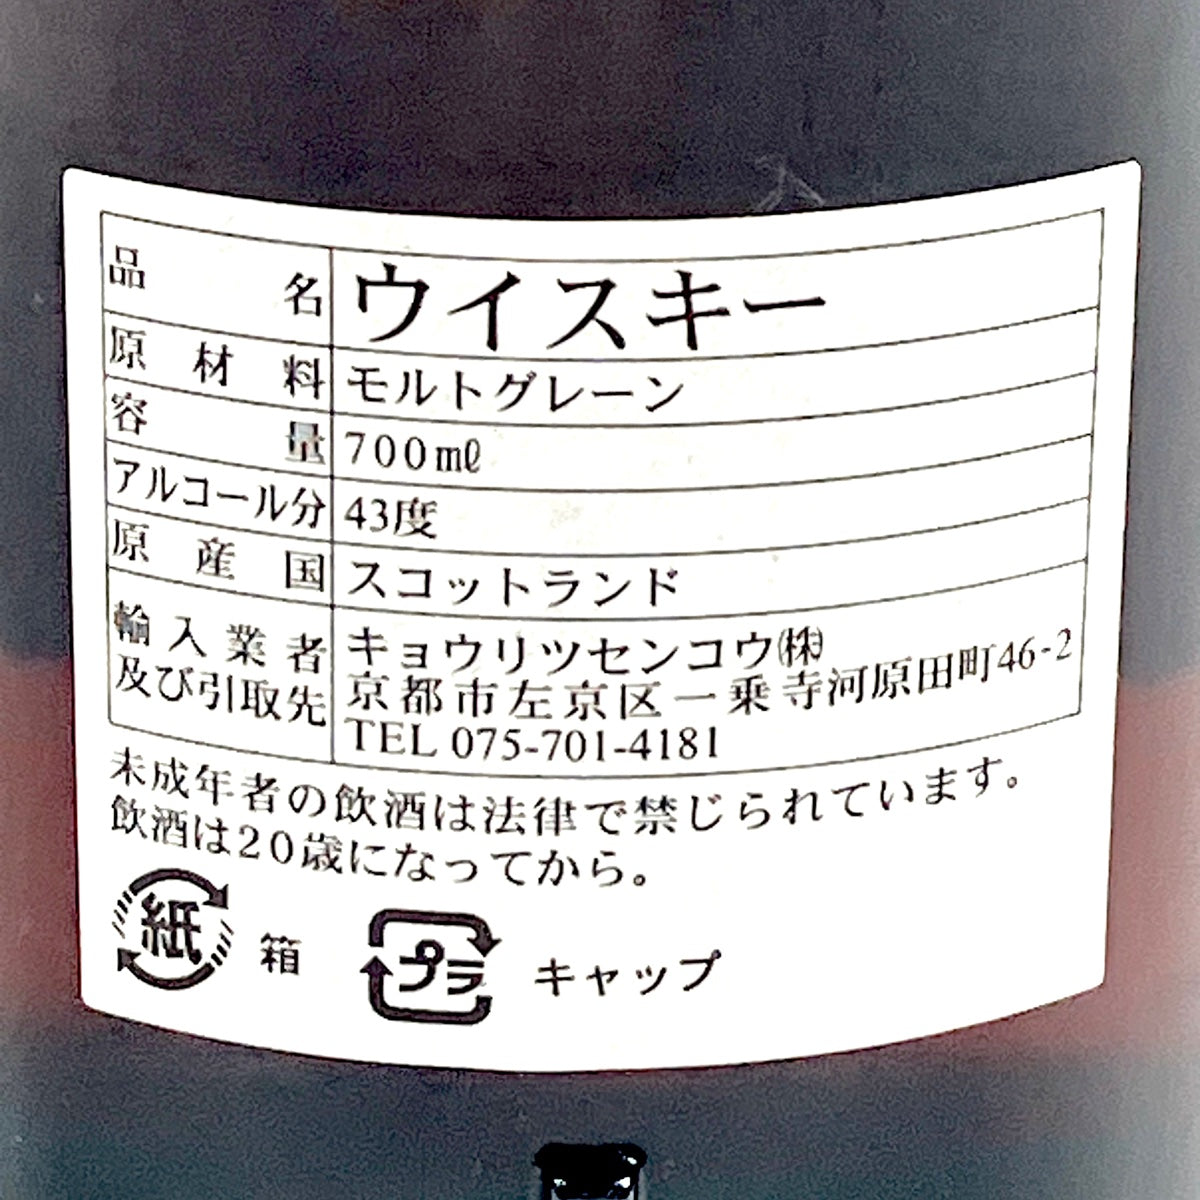 品名 ウイスキー
原材料 モルトグレーン
容量 700mℓ
アルコール分 43度
原産国 スコットランド
輸入業者及び引取先 キョウリツセンコウ㈱
京都市左京区一乗寺河原田町46-2
TEL 075-701-4181
未成年者の飲酒は法律で禁じられています。
飲酒は20歳になってから。
紙 箱 プラ キャップ